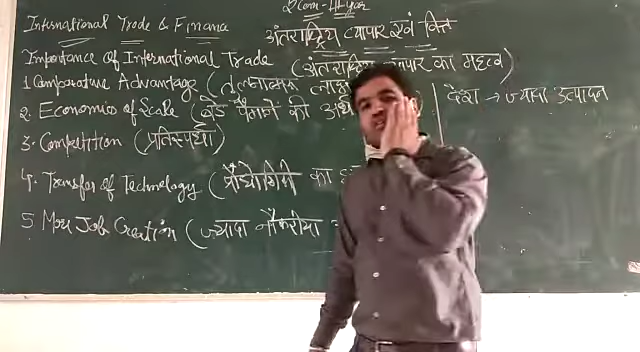 B Com-III-Year
International Trade & Finance
अंतराष्ट्रिय व्यापार एवं वित्त
Importance of International Trade (अंतराष्ट्रिय व्यापार का महत्व)
1 Comparative Advantage (तुलनात्मक लाभ
2. Economies of Scale (बड़े पैमाने की
देश → ज्यादा उत्पादन
3. Competition (प्रतिस्पर्धा)
4. Transfer of Technology (प्रौद्योगिकी का
5 More Job Creation (ज्यादा नौकरीया